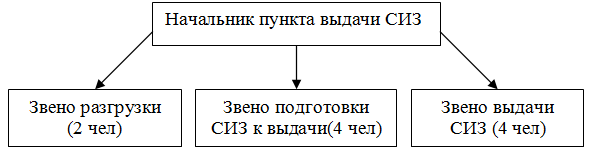 Начальник пункта выдачи СИЗ
Звено разгрузки
(2 чел)
Звено подготовки
СИЗ к выдачи(4 чел)
Звено выдачи
СИЗ (4 чел)